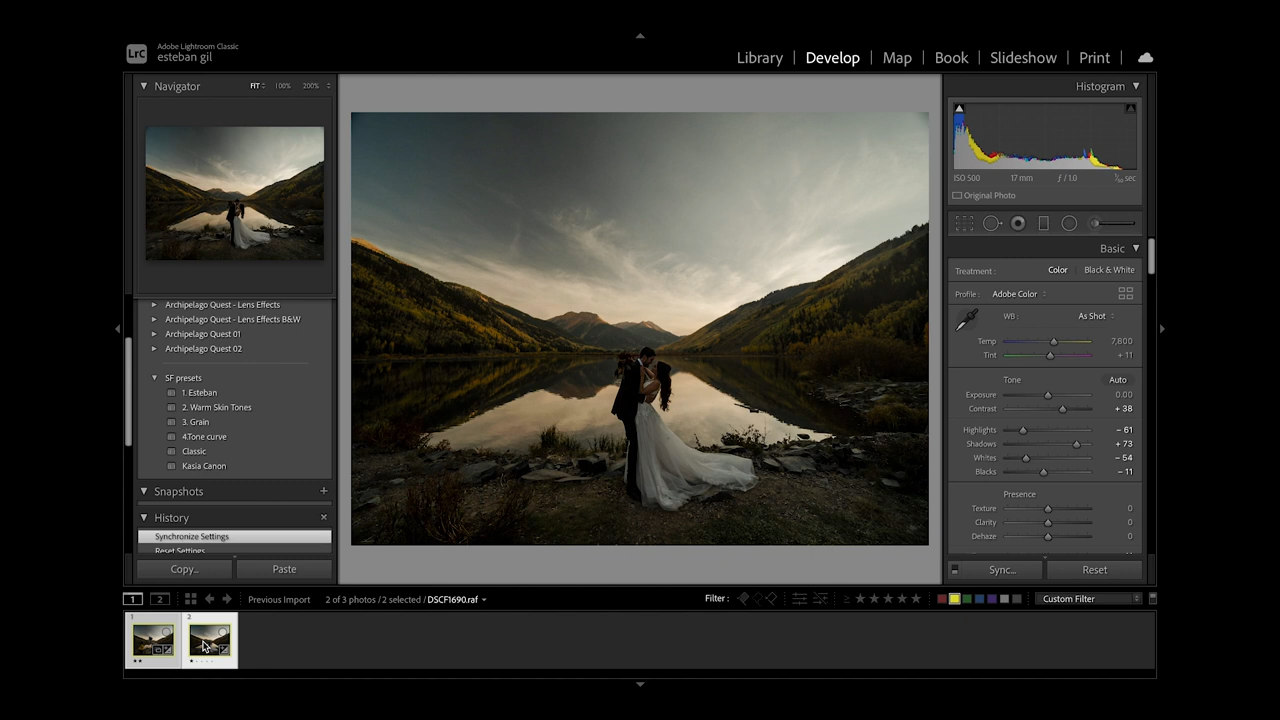 LrC
Adobe Lightroom Classic
esteban gil
Library | Develop | Map | Book | Slideshow | Print |
Navigator FIT 100% 200%
Archipelago Quest - Lens Effects
Archipelago Quest - Lens Effects B&W
Archipelago Quest 01
Archipelago Quest 02
SF presets
1. Esteban
2. Warm Skin Tones
3. Grain
4.Tone curve
Classic
Kasia Canon
Snapshots +
History ×
Synchronize Settings
Reset Settings
Copy... Paste
Histogram
ISO 500 17 mm ƒ / 1.0 sec
Original Photo
Basic
Treatment : Color Black & White
Profile : Adobe Color
WB : As Shot
Temp 7,800
Tint + 11
Tone Auto
Exposure 0.00
Contrast + 38
Highlights – 61
Shadows + 73
Whites – 54
Blacks – 11
Presence
Texture 0
Clarity 0
Dehaze 0
Sync... Reset
1 2 Previous Import 2 of 3 photos / 2 selected / DSCF1690.raf Filter : Custom Filter
1 2